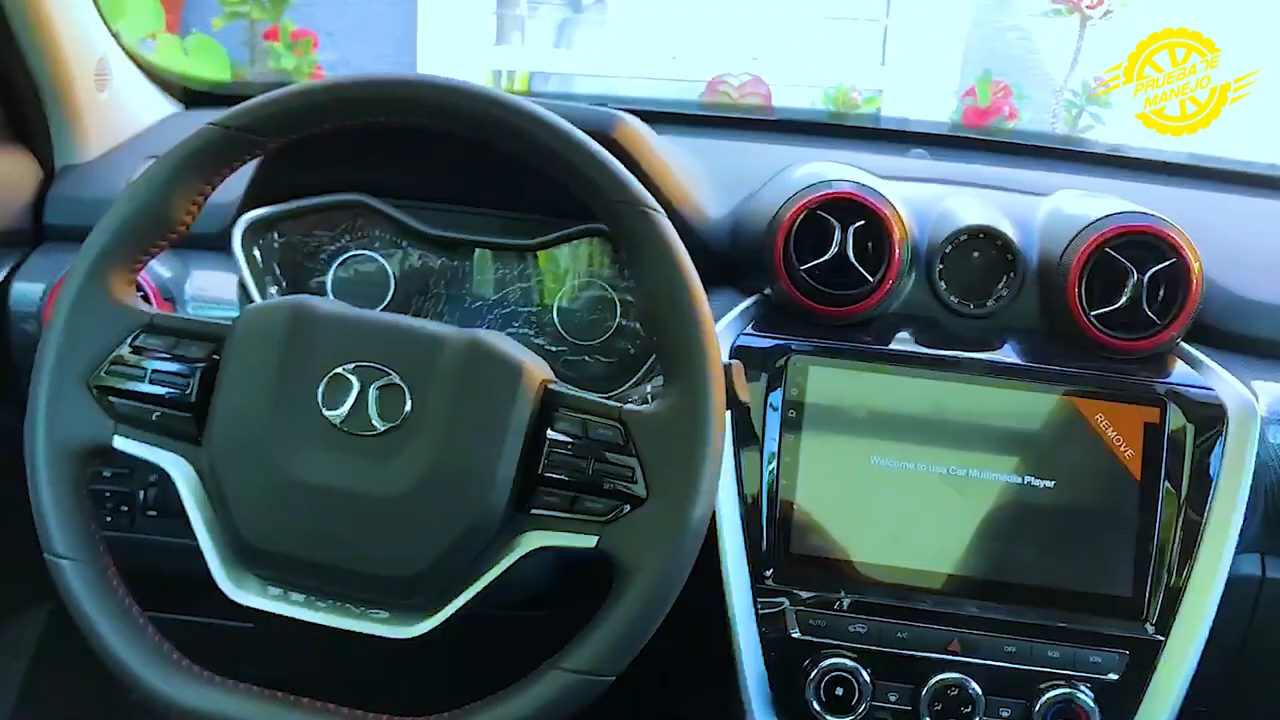 PRUEBA DE
MANEJO
REMOVE
Welcome to use Car Multimedia Player
AUTO
A/C
OFF